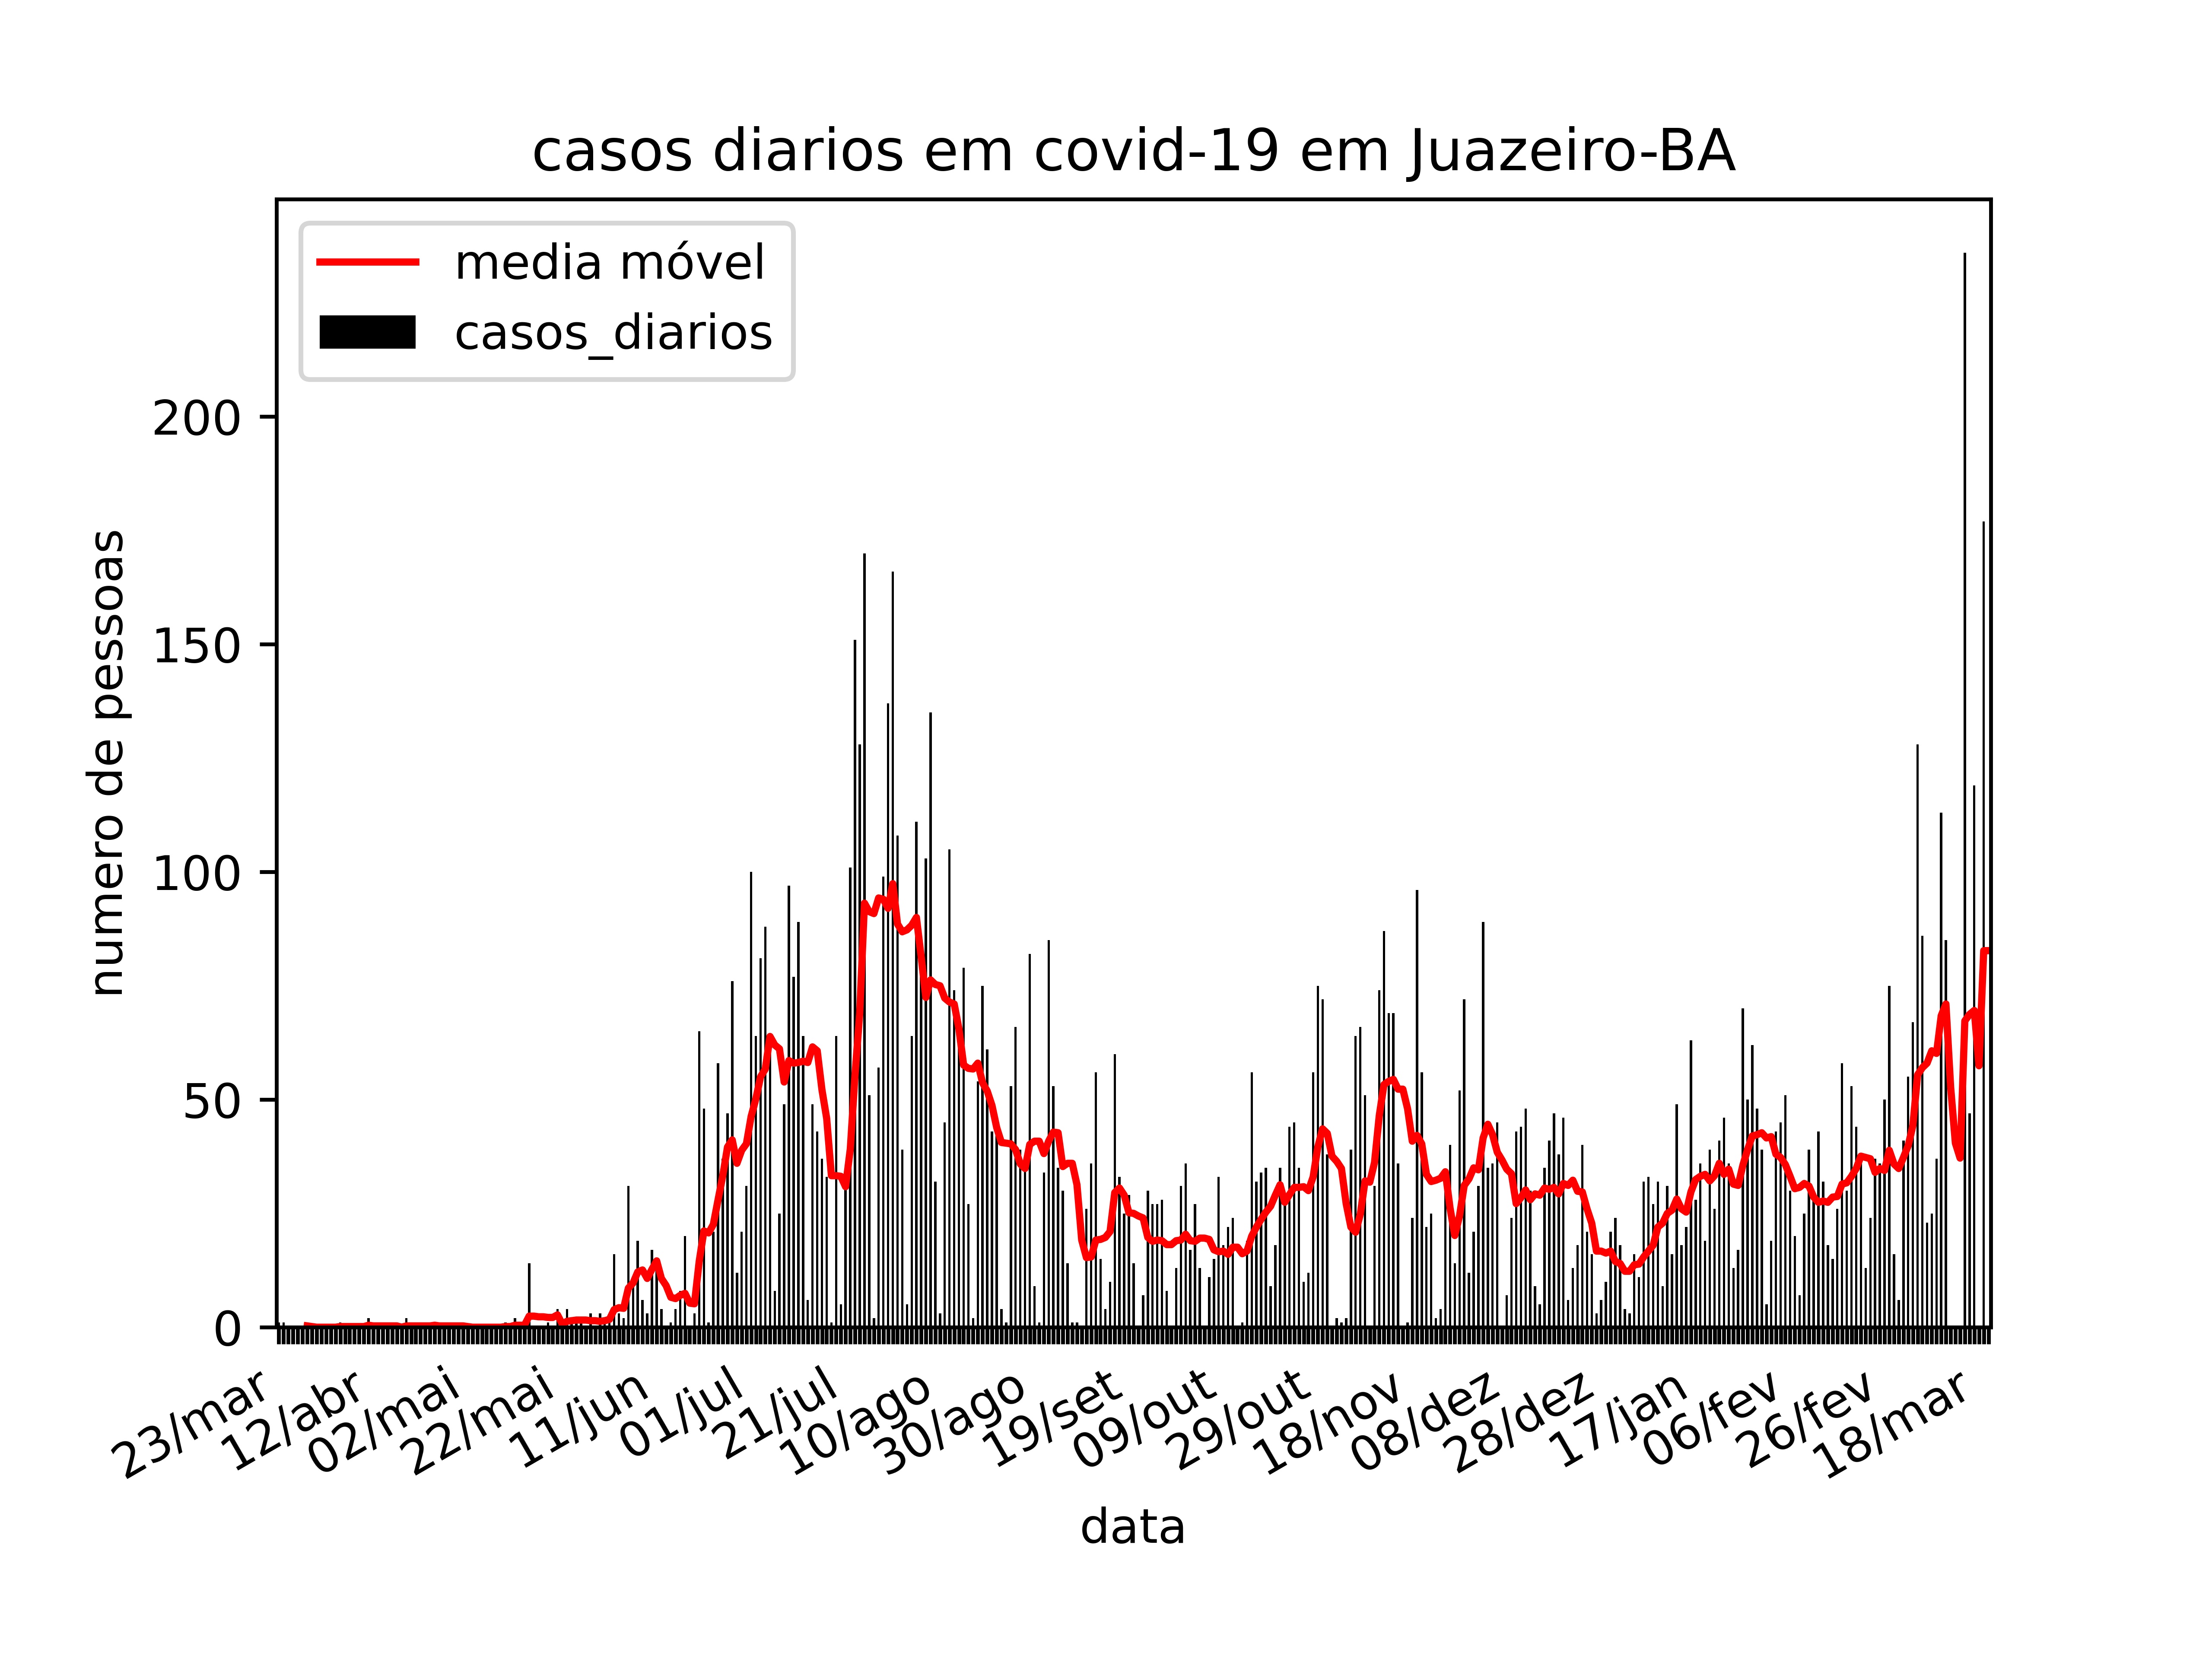 casos diarios em covid-19 em Juazeiro-BA
media móvel
casos_diarios
numero de pessoas
200
150
100
50
0
23/mar
12/abr
02/mai
22/mai
11/jun
01/jul
21/jul
10/ago
30/ago
19/set
09/out
29/out
18/nov
08/dez
28/dez
17/jan
06/fev
26/fev
18/mar
data